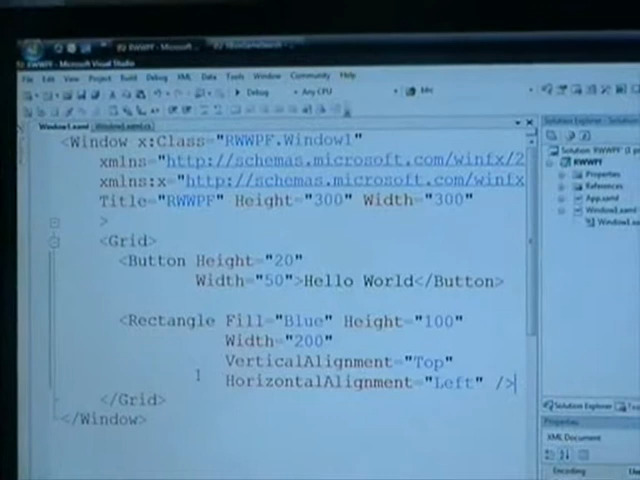 RWWPF - Microsoft Visual Studio
File Edit View Project Build Debug XML Data Tools Window Community Help
Debug Any CPU
Window1.xaml Window1.xaml.cs
Solution Explorer
<Window x:Class="RWWPF.Window1"
xmlns="http://schemas.microsoft.com/winfx/2
xmlns:x="http://schemas.microsoft.com/winfx
Title="RWWPF" Height="300" Width="300"
>
<Grid>
<Button Height="20"
Width="50">Hello World</Button>
<Rectangle Fill="Blue" Height="100"
Width="200"
VerticalAlignment="Top"
HorizontalAlignment="Left" />
</Grid>
</Window>
Solution 'RWWPF' (1 p
RWWPF
Properties
References
App.xaml
Window1.xaml
Window1.xa
Solution Explorer
Properties
XML Document
Encoding